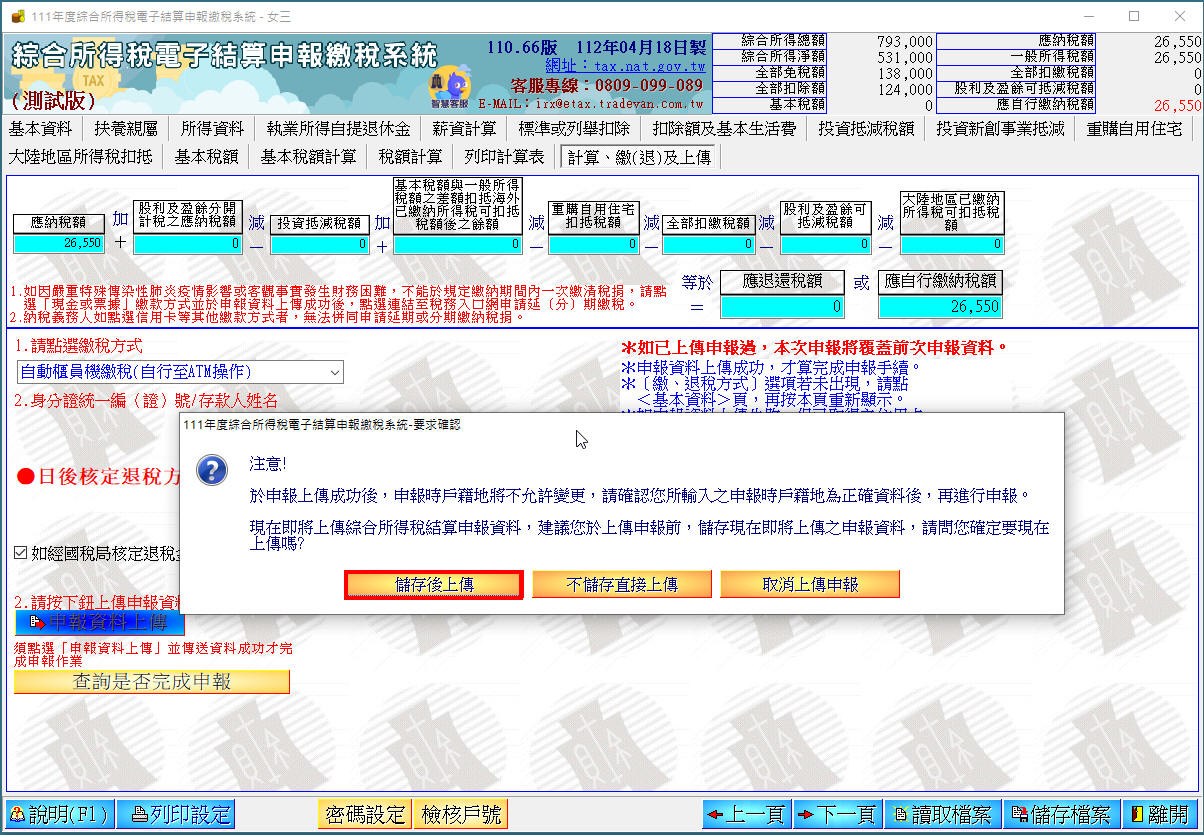 111年度綜合所得稅電子結算申報繳稅系統 - 女三
綜合所得稅電子結算申報繳稅系統
TAX
(測試版)
智慧客服
110.66版 112年04月18日製
網址：tax.nat.gov.tw
客服專線：0809-099-089
E-MAIL：irx@etax.tradevan.com.tw
綜合所得總額 793,000 應納稅額 26,550
綜合所得淨額 531,000 一般所得稅額 26,550
全部免稅額 138,000 全部扣繳稅額 0
全部扣除額 124,000 股利及盈餘可抵減稅額 0
基本稅額 0 應自行繳納稅額 26,550
基本資料 扶養親屬 所得資料 執業所得自提退休金 薪資計算 標準或列舉扣除 扣除額及基本生活費 投資抵減稅額 投資新創事業抵減 重購自用住宅
大陸地區所得稅扣抵 基本稅額 基本稅額計算 稅額計算 列印計算表 計算、繳(退)及上傳
應納稅額
26,550
加
＋
股利及盈餘分開
計稅之應納稅額
0
減
－
投資抵減稅額
0
加
＋
基本稅額與一般所得
稅額之差額扣抵海外
已繳納所得稅可扣抵
稅額後之餘額
0
減
－
重購自用住宅
扣抵稅額
0
減
－
全部扣繳稅額
0
減
－
股利及盈餘可
抵減稅額
0
減
－
大陸地區已繳納
所得稅可扣抵稅
額
0
等於
＝
應退還稅額
0
或
應自行繳納稅額
26,550
1.如因嚴重特殊傳染性肺炎疫情影響或客觀事實發生財務困難，不能於規定繳納期間內一次繳清稅捐，請點
選「現金或票據」繳款方式並於申報資料上傳成功後，點選連結至稅務入口網申請延（分）期繳稅。
2.納稅義務人如點選信用卡等其他繳款方式者，無法併同申請延期或分期繳納稅捐。
1.請點選繳稅方式
自動櫃員機繳稅(自行至ATM操作)
2.身分證統一編（證）號/存款人姓名
＊如已上傳申報過，本次申報將覆蓋前次申報資料。
＊申報資料上傳成功，才算完成申報手續。
＊〔繳、退稅方式〕選項若未出現，請點
＜基本資料＞頁，再按本頁重新顯示。
●日後核定退稅方
☑如經國稅局核定退稅
2.請按下鈕上傳申報資料
申報資料上傳
須點選「申報資料上傳」並傳送資料成功才完
成申報作業
查詢是否完成申報
111年度綜合所得稅電子結算申報繳稅系統-要求確認
注意!
於申報上傳成功後，申報時戶籍地將不允許變更，請確認您所輸入之申報時戶籍地為正確資料後，再進行申報。
現在即將上傳綜合所得稅結算申報資料，建議您於上傳申報前，儲存現在即將上傳之申報資料，請問您確定要現在
上傳嗎?
儲存後上傳 不儲存直接上傳 取消上傳申報
說明(F1) 列印設定 密碼設定 檢核戶號 上一頁 下一頁 讀取檔案 儲存檔案 離開